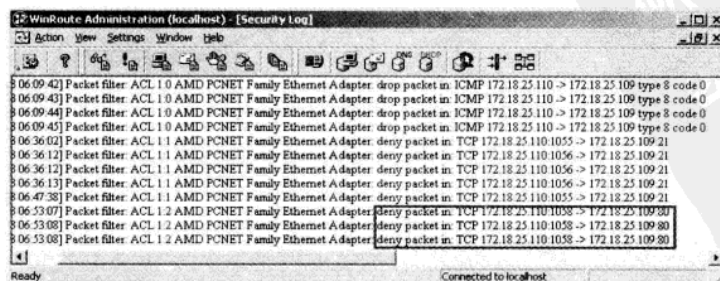 WinRoute Administration (localhost) - [Security Log]
Action View Settings Window Help
DNS DHCP
8 06:09:42] Packet filter: ACL 1:0 AMD PCNET Family Ethernet Adapter: drop packet in: ICMP 172.18.25.110 -> 172.18.25.109 type 8 code 0
8 06:09:43] Packet filter: ACL 1:0 AMD PCNET Family Ethernet Adapter: drop packet in: ICMP 172.18.25.110 -> 172.18.25.109 type 8 code 0
8 06:09:44] Packet filter: ACL 1:0 AMD PCNET Family Ethernet Adapter: drop packet in: ICMP 172.18.25.110 -> 172.18.25.109 type 8 code 0
8 06:09:45] Packet filter: ACL 1:0 AMD PCNET Family Ethernet Adapter: drop packet in: ICMP 172.18.25.110 -> 172.18.25.109 type 8 code 0
8 06:36:02] Packet filter: ACL 1:1 AMD PCNET Family Ethernet Adapter: deny packet in: TCP 172.18.25.110:1055 -> 172.18.25.109:21
8 06:36:12] Packet filter: ACL 1:1 AMD PCNET Family Ethernet Adapter: deny packet in: TCP 172.18.25.110:1056 -> 172.18.25.109:21
8 06:36:12] Packet filter: ACL 1:1 AMD PCNET Family Ethernet Adapter: deny packet in: TCP 172.18.25.110:1056 -> 172.18.25.109:21
8 06:36:13] Packet filter: ACL 1:1 AMD PCNET Family Ethernet Adapter: deny packet in: TCP 172.18.25.110:1056 -> 172.18.25.109:21
8 06:47:38] Packet filter: ACL 1:1 AMD PCNET Family Ethernet Adapter: deny packet in: TCP 172.18.25.110:1055 -> 172.18.25.109:21
8 06:53:07] Packet filter: ACL 1:2 AMD PCNET Family Ethernet Adapter: deny packet in: TCP 172.18.25.110:1058 -> 172.18.25.109:80
8 06:53:08] Packet filter: ACL 1:2 AMD PCNET Family Ethernet Adapter: deny packet in: TCP 172.18.25.110:1058 -> 172.18.25.109:80
8 06:53:08] Packet filter: ACL 1:2 AMD PCNET Family Ethernet Adapter: deny packet in: TCP 172.18.25.110:1058 -> 172.18.25.109:80
Ready Connected to localhost